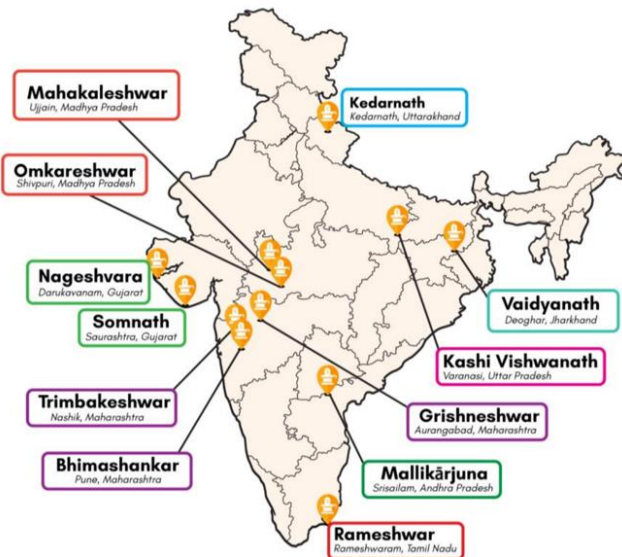 Mahakaleshwar
Ujjain, Madhya Pradesh
Kedarnath
Kedarnath, Uttarakhand
Omkareshwar
Shivpuri, Madhya Pradesh
Nageshvara
Darukavanam, Gujarat
Somnath
Saurashtra, Gujarat
Vaidyanath
Deoghar, Jharkhand
Kashi Vishwanath
Varanasi, Uttar Pradesh
Trimbakeshwar
Nashik, Maharashtra
Grishneshwar
Aurangabad, Maharashtra
Bhimashankar
Pune, Maharashtra
Mallikārjuna
Srisailam, Andhra Pradesh
Rameshwar
Rameshwaram, Tamil Nadu